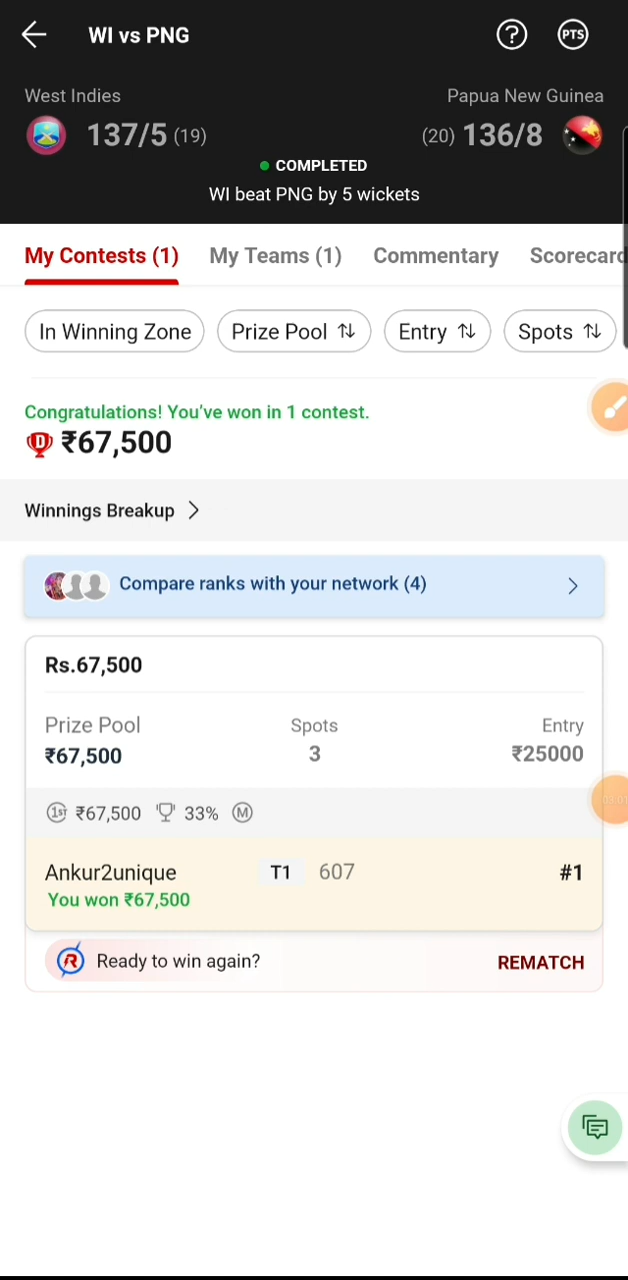 WI vs PNG
?
PTS
West Indies
Papua New Guinea
137/5 (19)
(20) 136/8
COMPLETED
WI beat PNG by 5 wickets
My Contests (1)
My Teams (1)
Commentary
Scorecard
In Winning Zone
Prize Pool
Entry
Spots
Congratulations! You've won in 1 contest.
D
₹67,500
Winnings Breakup
Compare ranks with your network (4)
Rs.67,500
Prize Pool
Spots
Entry
₹67,500
3
₹25000
1ST ₹67,500
33%
M
Ankur2unique
T1
607
#1
You won ₹67,500
R
Ready to win again?
REMATCH